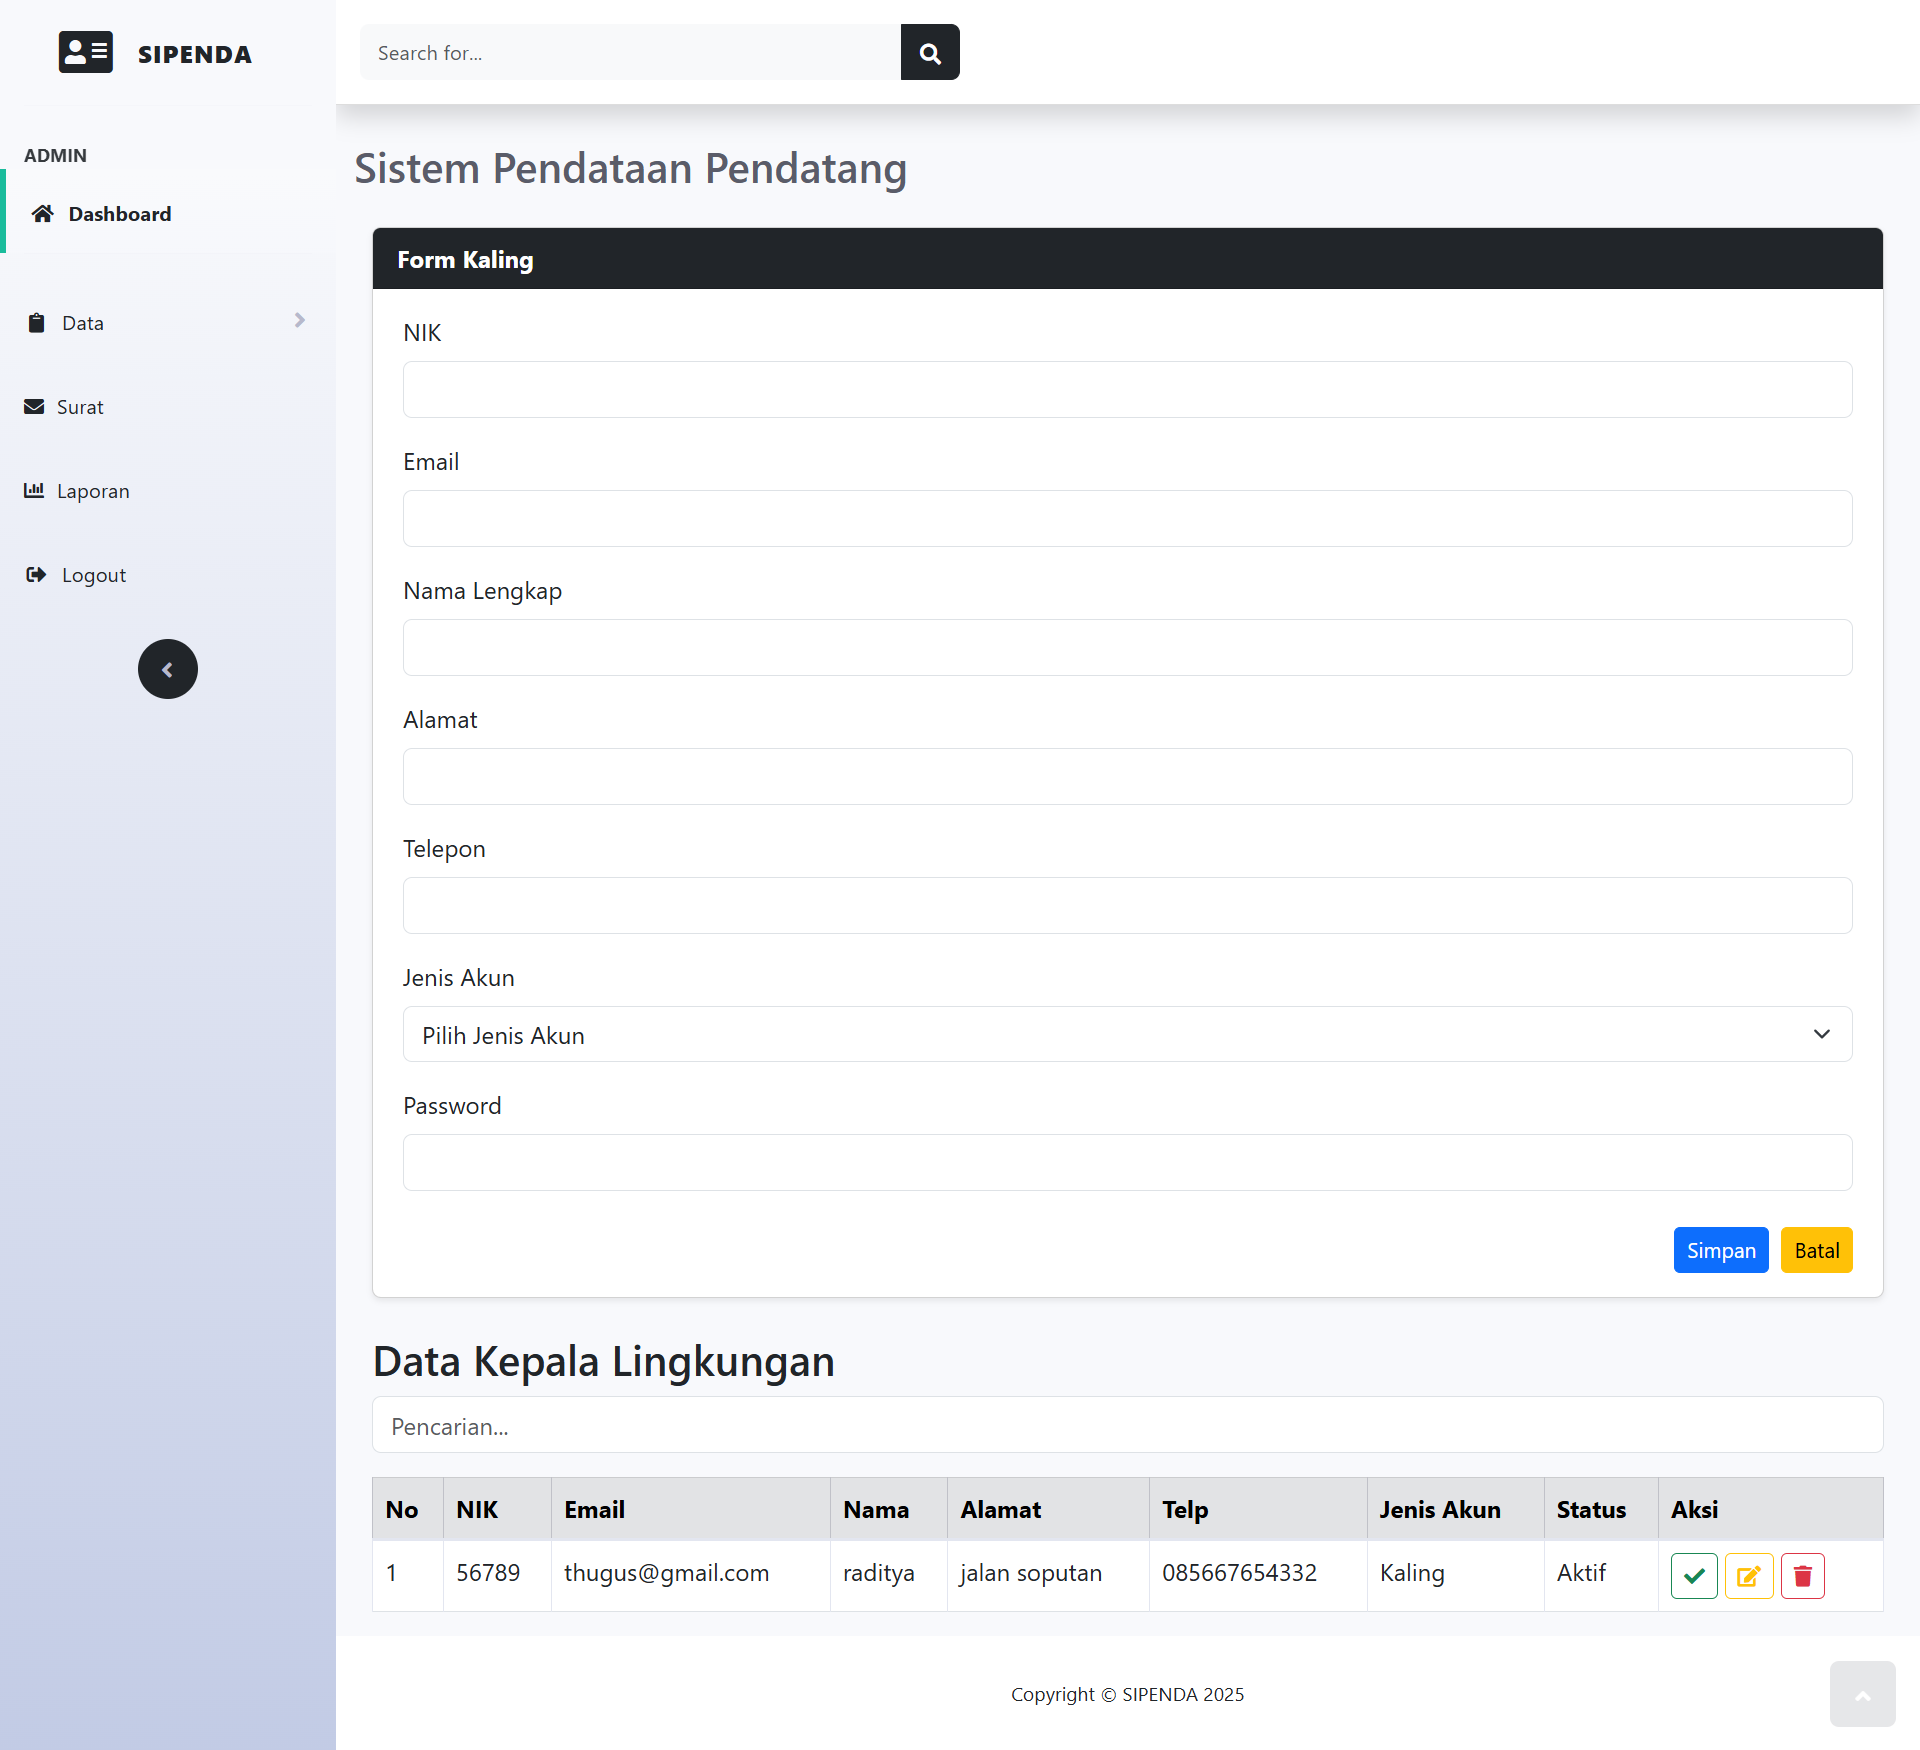 SIPENDA
Search for...
ADMIN
Dashboard
Data
Surat
Laporan
Logout
Sistem Pendataan Pendatang
Form Kaling
NIK
Email
Nama Lengkap
Alamat
Telepon
Jenis Akun
Pilih Jenis Akun
Password
Simpan Batal
Data Kepala Lingkungan
Pencarian...
No NIK Email Nama Alamat Telp Jenis Akun Status Aksi
1 56789 thugus@gmail.com raditya jalan soputan 085667654332 Kaling Aktif
Copyright © SIPENDA 2025